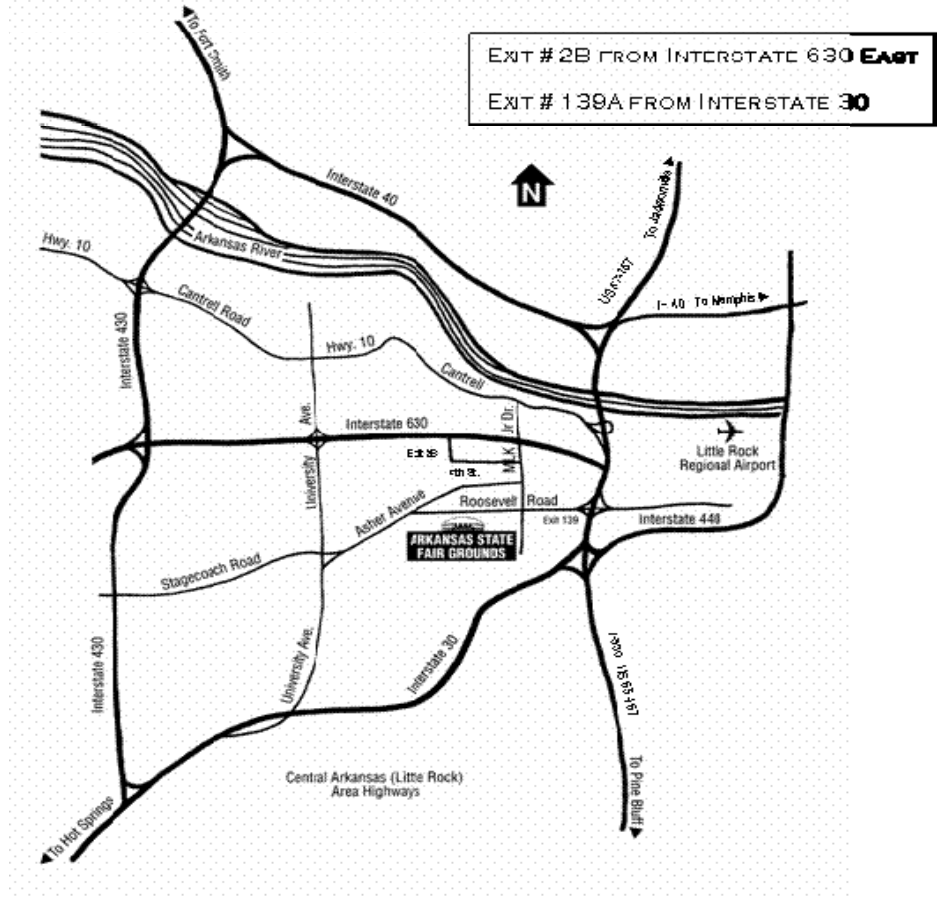 To Fort Smith
EXIT # 2B FROM INTERSTATE 630 EAST
EXIT # 139A FROM INTERSTATE 30
Interstate 40
N
To Jacksonville
Arkansas River
Hwy. 10
US 67-167
I-40 To Memphis
Cantrell Road
Interstate 430
Hwy. 10
Cantrell
Ave.
Interstate 630
MLK Jr Dr.
Little Rock
Regional Airport
Exit 2B
University
Asher Avenue
Roosevelt Road
Exit 139
Interstate 440
ARKANSAS STATE
FAIR GROUNDS
Stagecoach Road
University Ave.
Interstate 30
Interstate 430
To Pine Bluff
Central Arkansas (Little Rock)
Area Highways
To Hot Springs